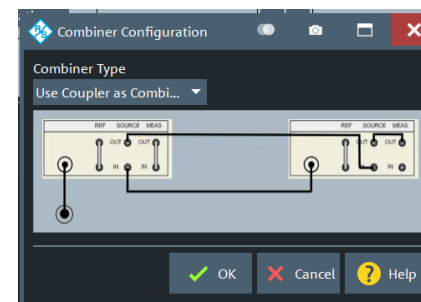 Combiner Configuration
Combiner Type
Use Coupler as Combi...
REF SOURCE MEAS
OUT OUT
IN IN
REF SOURCE MEAS
OUT OUT
IN IN
OK Cancel ? Help